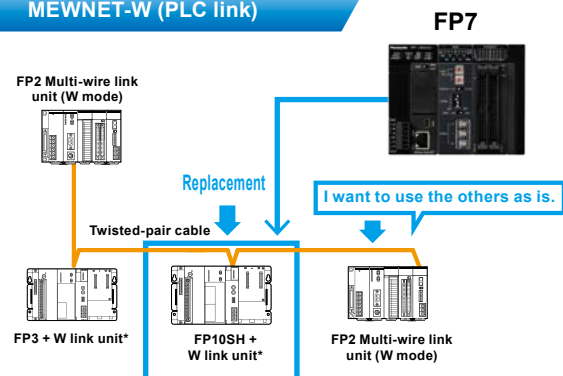 MEWNET-W (PLC link)
FP7
FP2 Multi-wire link
unit (W mode)
Replacement
I want to use the others as is.
Twisted-pair cable
FP3 + W link unit*
FP10SH +
W link unit*
FP2 Multi-wire link
unit (W mode)